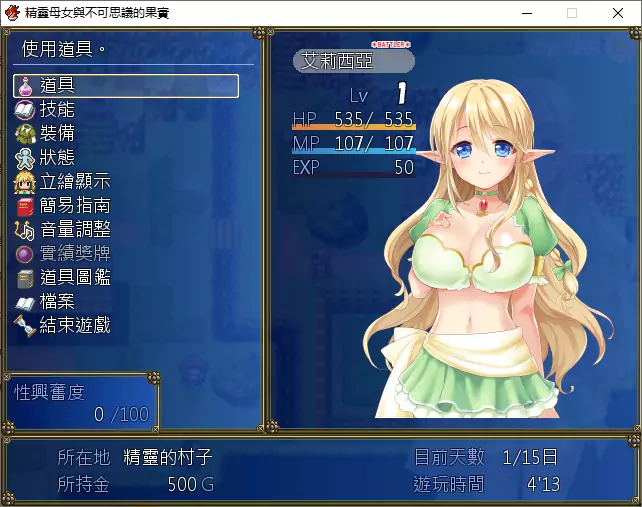 精靈母女與不可思議的果實
使用道具。
道具
技能
裝備
狀態
立繪顯示
簡易指南
音量調整
實績獎牌
道具圖鑑
檔案
結束遊戲
性興奮度
0 /100
*BATTLER*
艾莉西亞
Lv 1
HP 535/ 535
MP 107/ 107
EXP 50
所在地 精靈的村子
所持金 500 G
目前天數 1/15日
遊玩時間 4'13